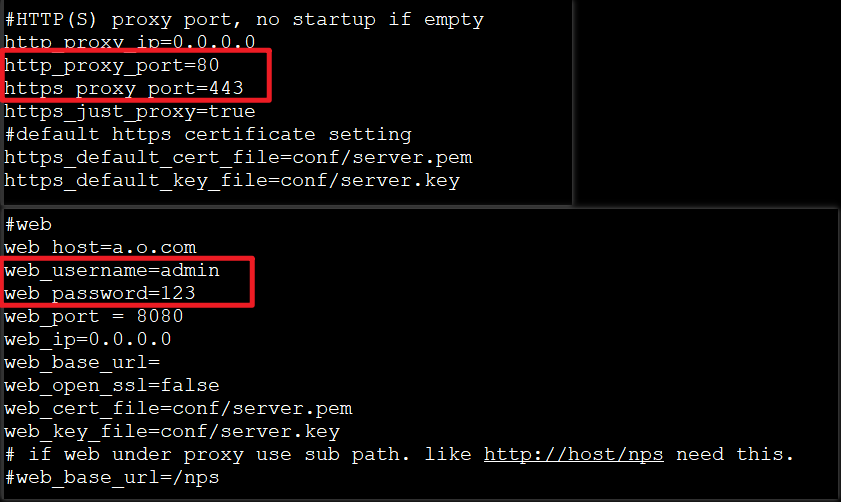 #HTTP(S) proxy port, no startup if empty
http_proxy_ip=0.0.0.0
http_proxy_port=80
https_proxy_port=443
https_just_proxy=true
#default https certificate setting
https_default_cert_file=conf/server.pem
https_default_key_file=conf/server.key
#web
web_host=a.o.com
web_username=admin
web_password=123
web_port = 8080
web_ip=0.0.0.0
web_base_url=
web_open_ssl=false
web_cert_file=conf/server.pem
web_key_file=conf/server.key
# if web under proxy use sub path. like http://host/nps need this.
#web_base_url=/nps